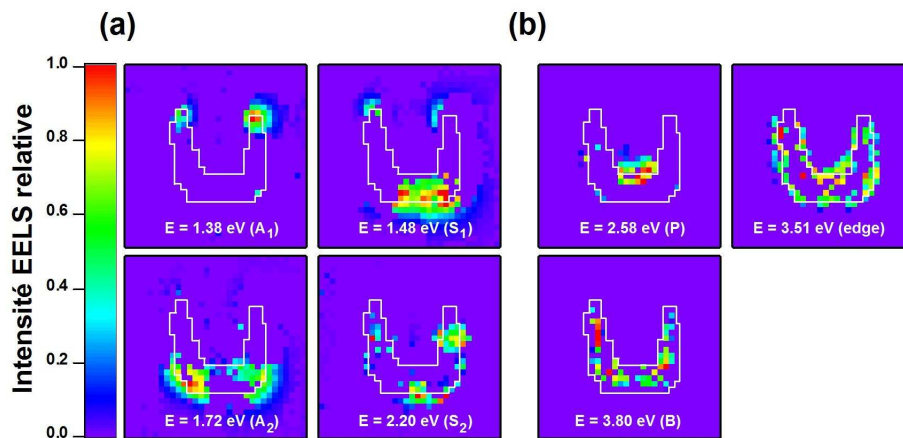 (a)
(b)
Intensité EELS relative
1.0
0.8
0.6
0.4
0.2
0.0
E = 1.38 eV (A₁)
E = 1.48 eV (S₁)
E = 2.58 eV (P)
E = 3.51 eV (edge)
E = 1.72 eV (A₂)
E = 2.20 eV (S₂)
E = 3.80 eV (B)